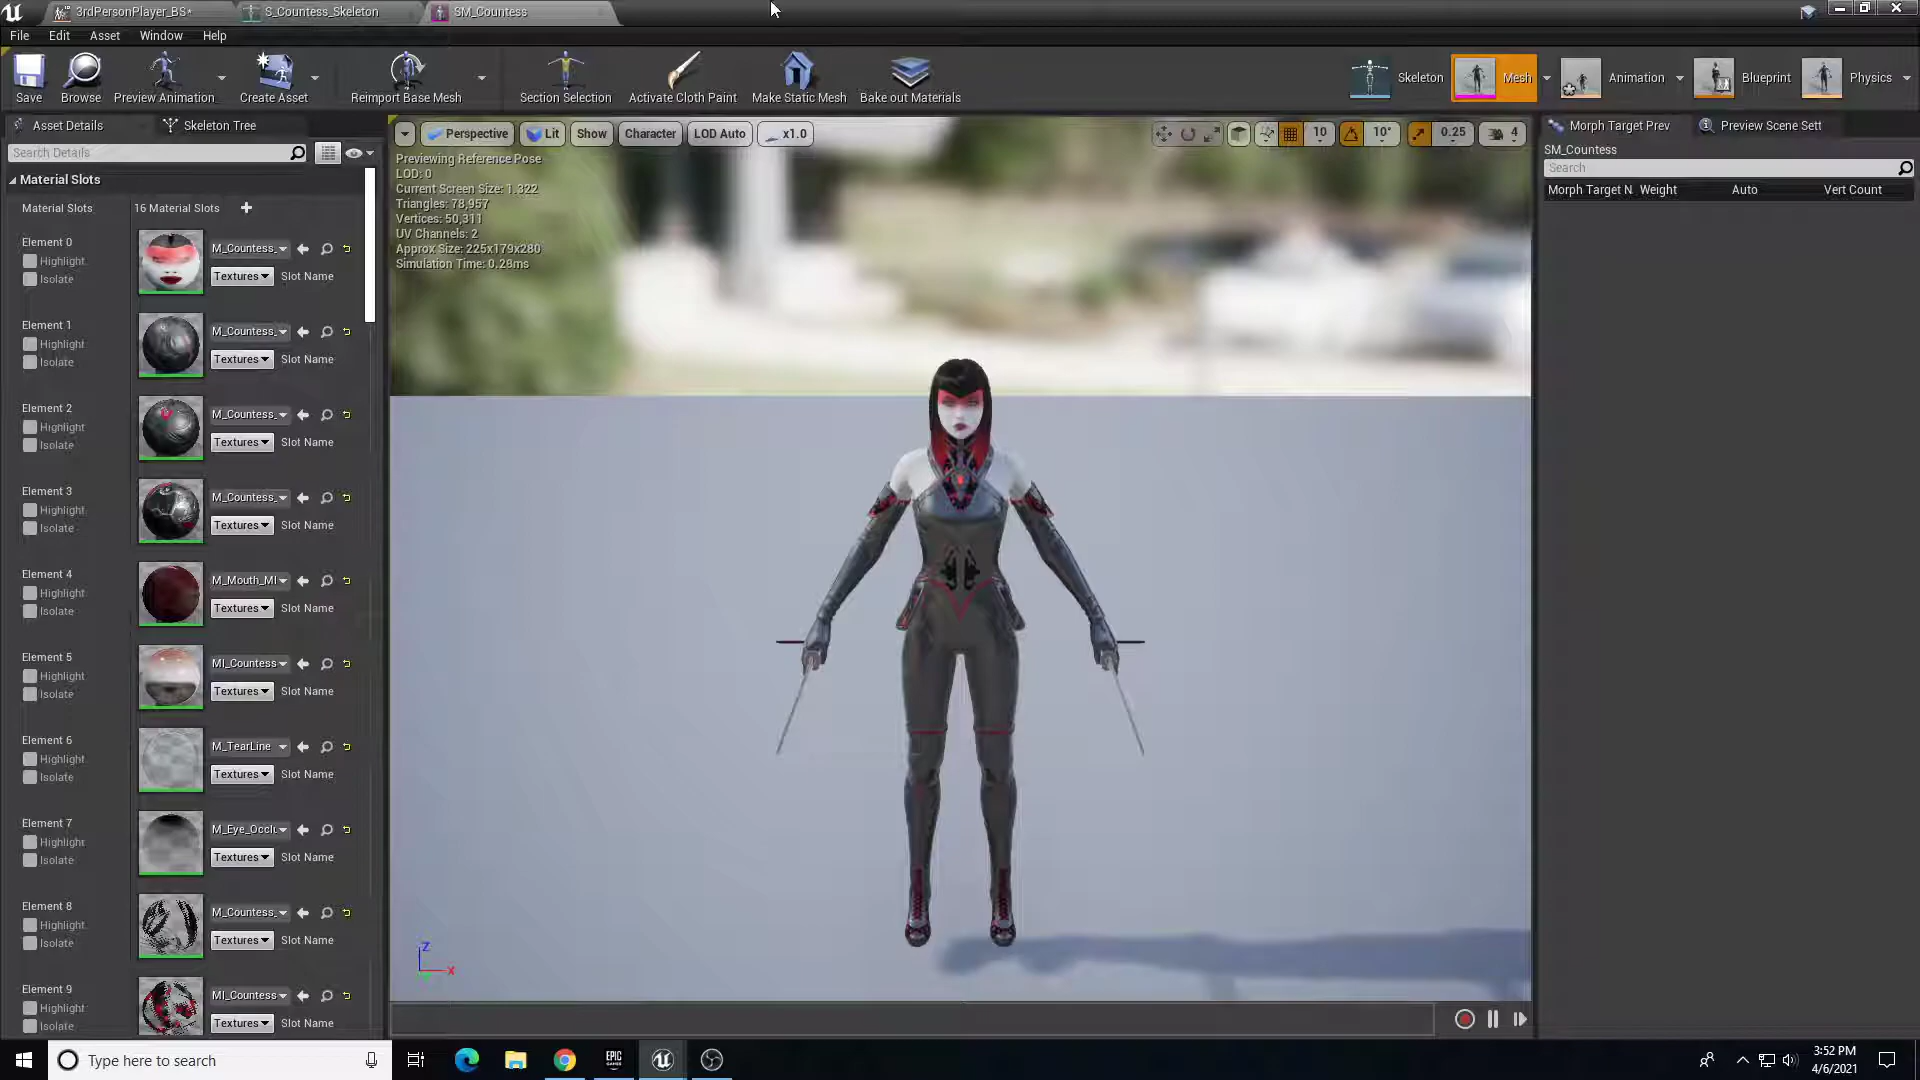 3rdPersonPlayer_BS*
S_Countess_Skeleton
SM_Countess
File Edit Asset Window Help
Save
Browse
Preview Animation
Create Asset
Reimport Base Mesh
Section Selection
Activate Cloth Paint
Make Static Mesh
Bake out Materials
Skeleton
Mesh
Animation
Blueprint
Physics
Asset Details
Skeleton Tree
Search Details
Material Slots
Material Slots 16 Material Slots
Element 0
Highlight
Isolate
M_Countess_
Textures Slot Name
Element 1
Highlight
Isolate
M_Countess_
Textures Slot Name
Element 2
Highlight
Isolate
M_Countess_
Textures Slot Name
Element 3
Highlight
Isolate
M_Countess_
Textures Slot Name
Element 4
Highlight
Isolate
M_Mouth_MI
Textures Slot Name
Element 5
Highlight
Isolate
MI_Countess
Textures Slot Name
Element 6
Highlight
Isolate
M_TearLine
Textures Slot Name
Element 7
Highlight
Isolate
M_Eye_Occlu
Textures Slot Name
Element 8
Highlight
Isolate
M_Countess_
Textures Slot Name
Element 9
Highlight
Isolate
MI_Countess
Textures Slot Name
Perspective Lit Show Character LOD Auto x1.0
10 10° 0.25 4
Previewing Reference Pose
LOD: 0
Current Screen Size: 1.322
Triangles: 78,957
Vertices: 50,311
UV Channels: 2
Approx Size: 225x179x280
Simulation Time: 0.28ms
Z
X
Morph Target Prev
Preview Scene Sett
SM_Countess
Search
Morph Target N Weight Auto Vert Count
Type here to search
EPIC
GAMES
3:52 PM
4/6/2021